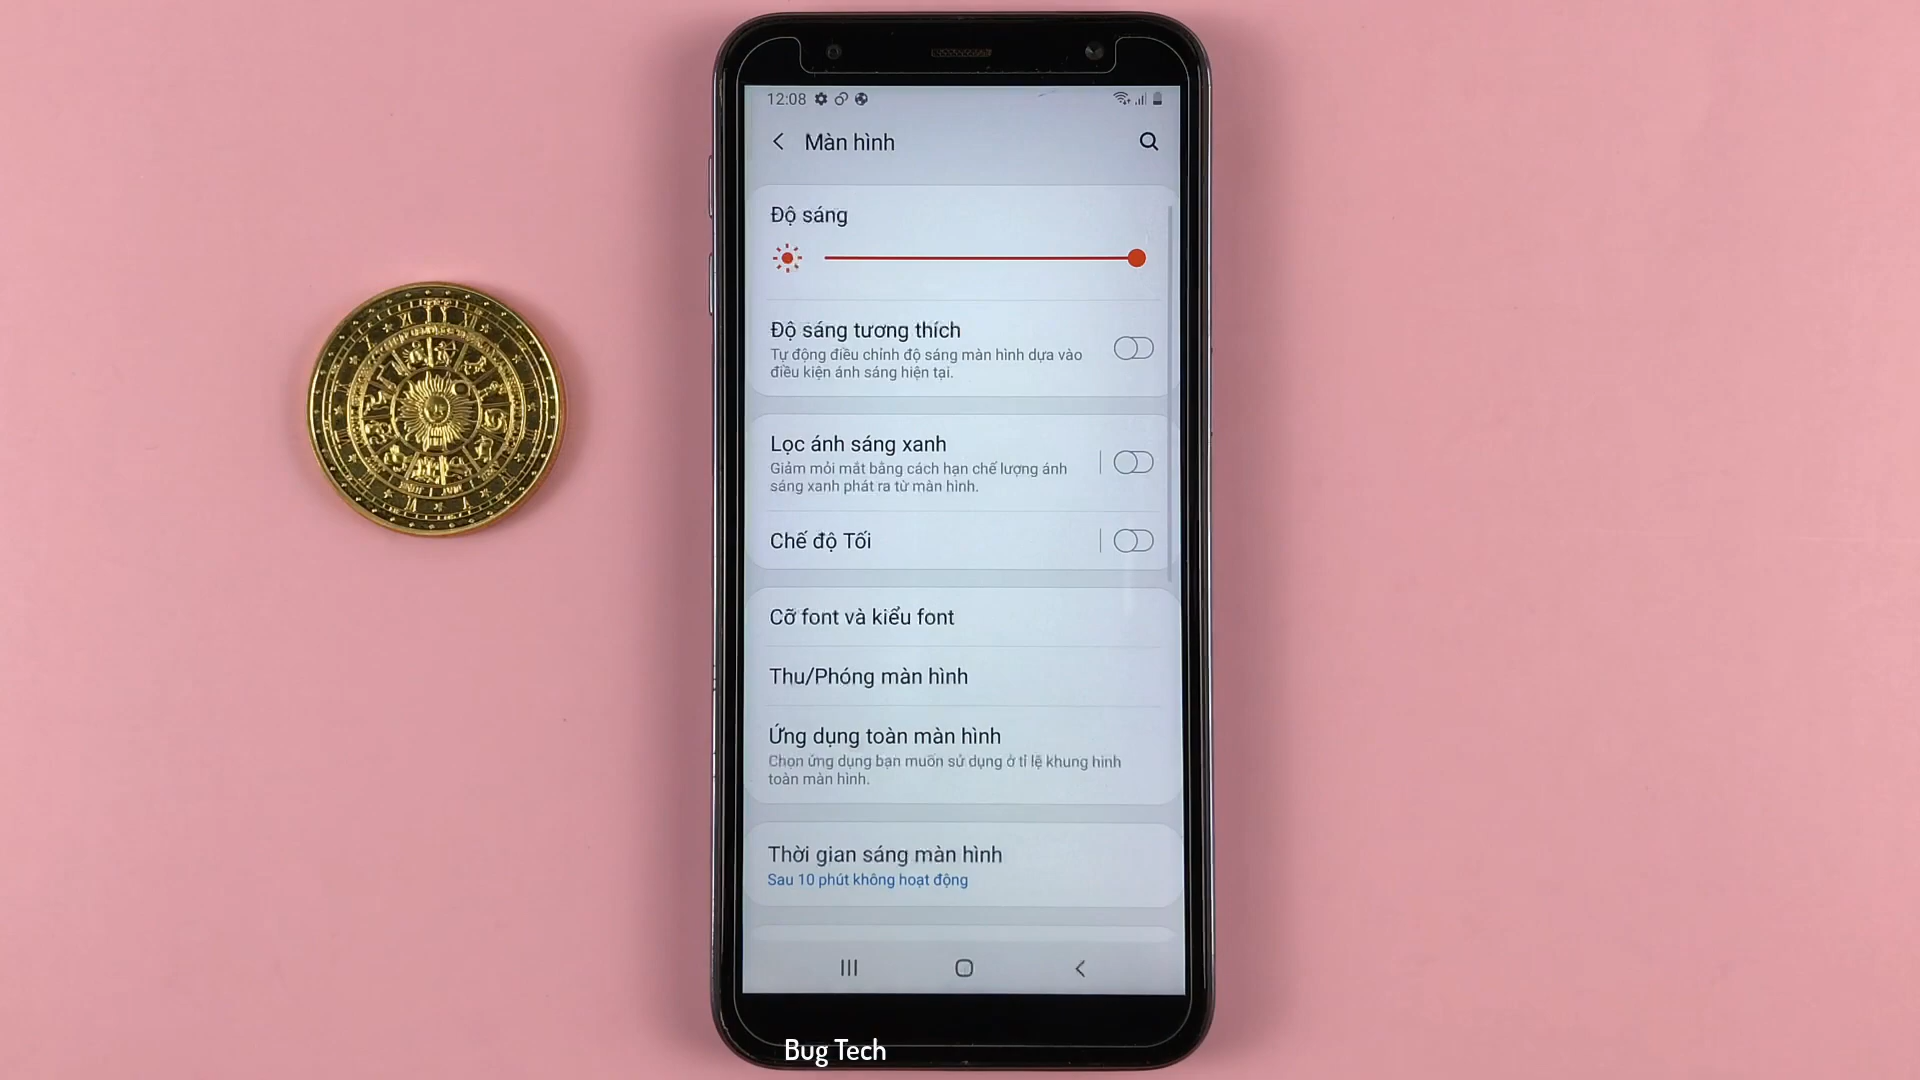 12:08
Màn hình
Độ sáng
Độ sáng tương thích
Tự động điều chỉnh độ sáng màn hình dựa vào
điều kiện ánh sáng hiện tại.
Lọc ánh sáng xanh
Giảm mỏi mắt bằng cách hạn chế lượng ánh
sáng xanh phát ra từ màn hình.
Chế độ Tối
Cỡ font và kiểu font
Thu/Phóng màn hình
Ứng dụng toàn màn hình
Chọn ứng dụng bạn muốn sử dụng ở tỉ lệ khung hình
toàn màn hình.
Thời gian sáng màn hình
Sau 10 phút không hoạt động
Bug Tech